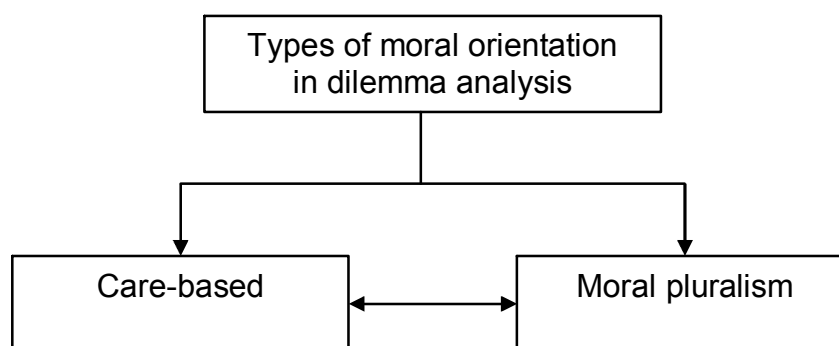 Types of moral orientation
in dilemma analysis
Care-based
Moral pluralism